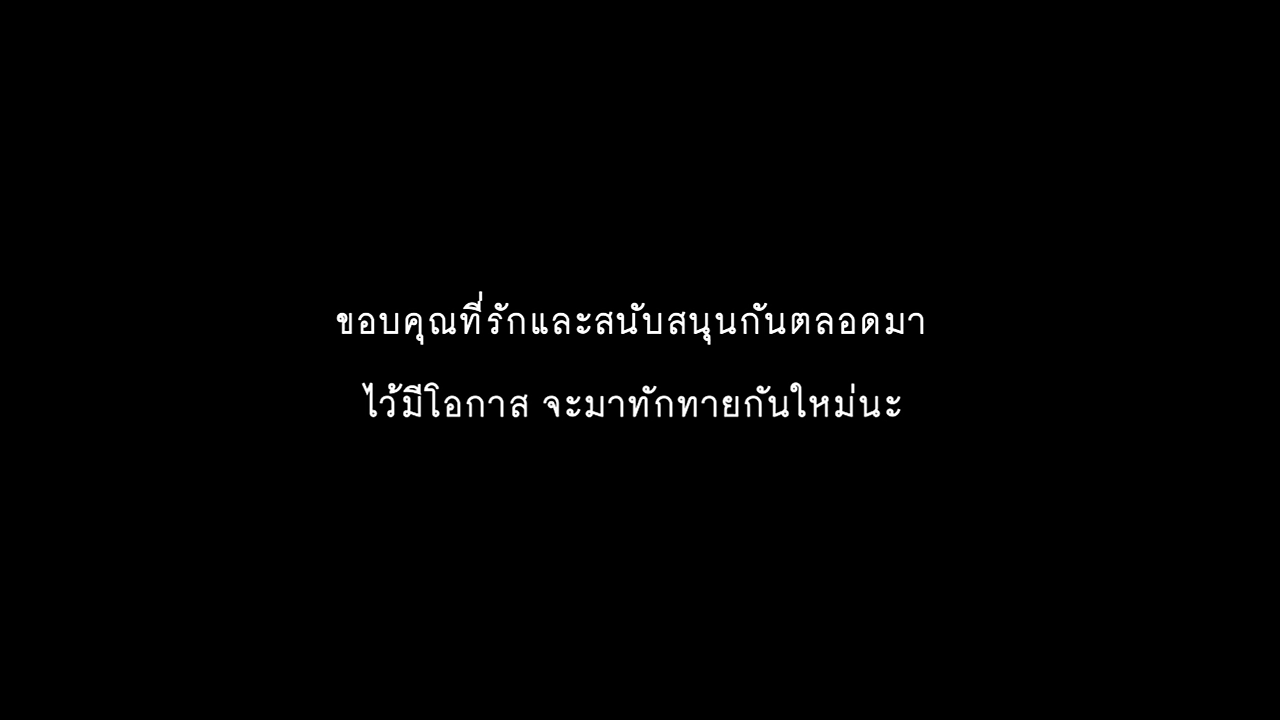 ขอบคุณที่รักและสนับสนุนกันตลอดมา
ไว้มีโอกาส จะมาทักทายกันใหม่นะ